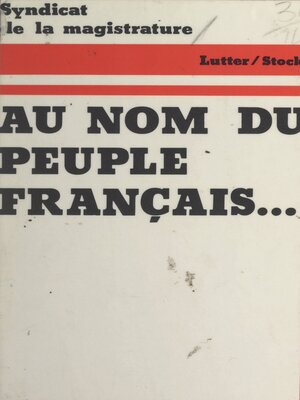 Syndicat
le la magistrature
Lutter/Stock
AU NOM DU
PEUPLE
FRANÇAIS...